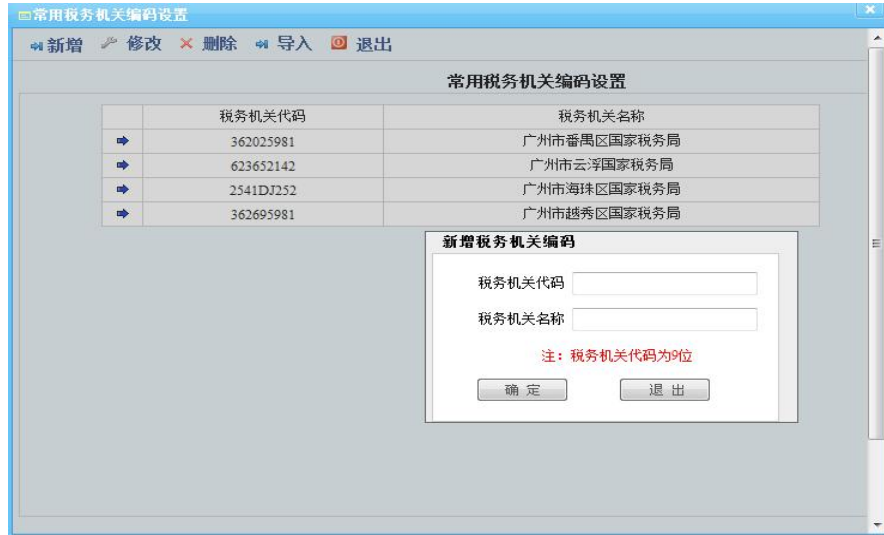 常用税务机关编码设置
新增 修改 删除 导入 退出
常用税务机关编码设置
税务机关代码 税务机关名称
362025981 广州市番禺区国家税务局
623652142 广州市云浮国家税务局
2541DJ252 广州市海珠区国家税务局
362695981 广州市越秀区国家税务局
新增税务机关编码
税务机关代码
税务机关名称
注：税务机关代码为9位
确 定 退 出